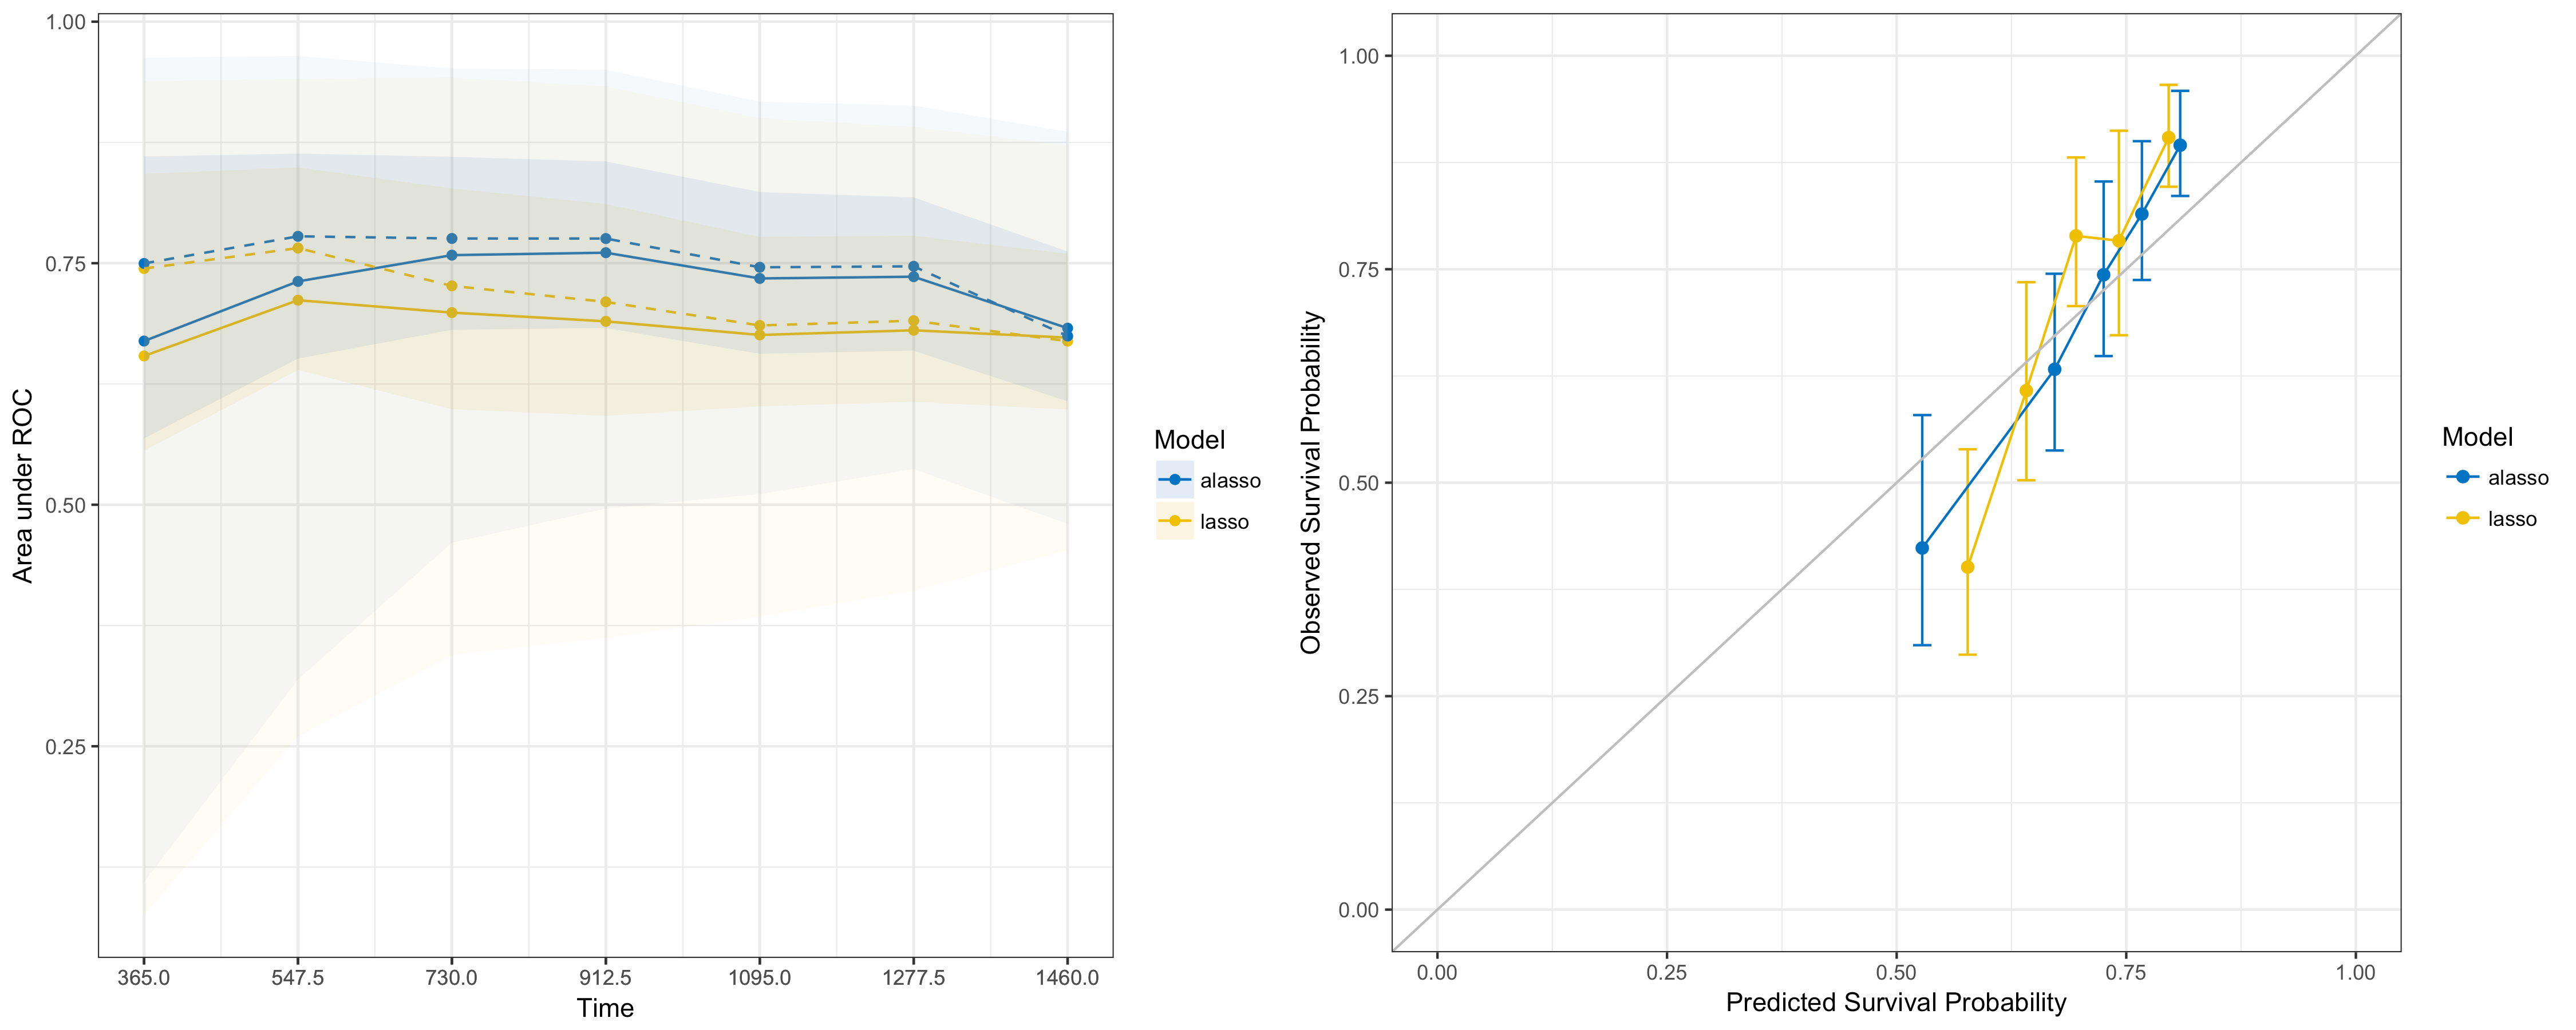 1.00
0.75
0.50
0.25
Area under ROC
365.0 547.5 730.0 912.5 1095.0 1277.5 1460.0
Time
Model
alasso
lasso
1.00
0.75
0.50
0.25
0.00
Observed Survival Probability
0.00 0.25 0.50 0.75 1.00
Predicted Survival Probability
Model
alasso
lasso